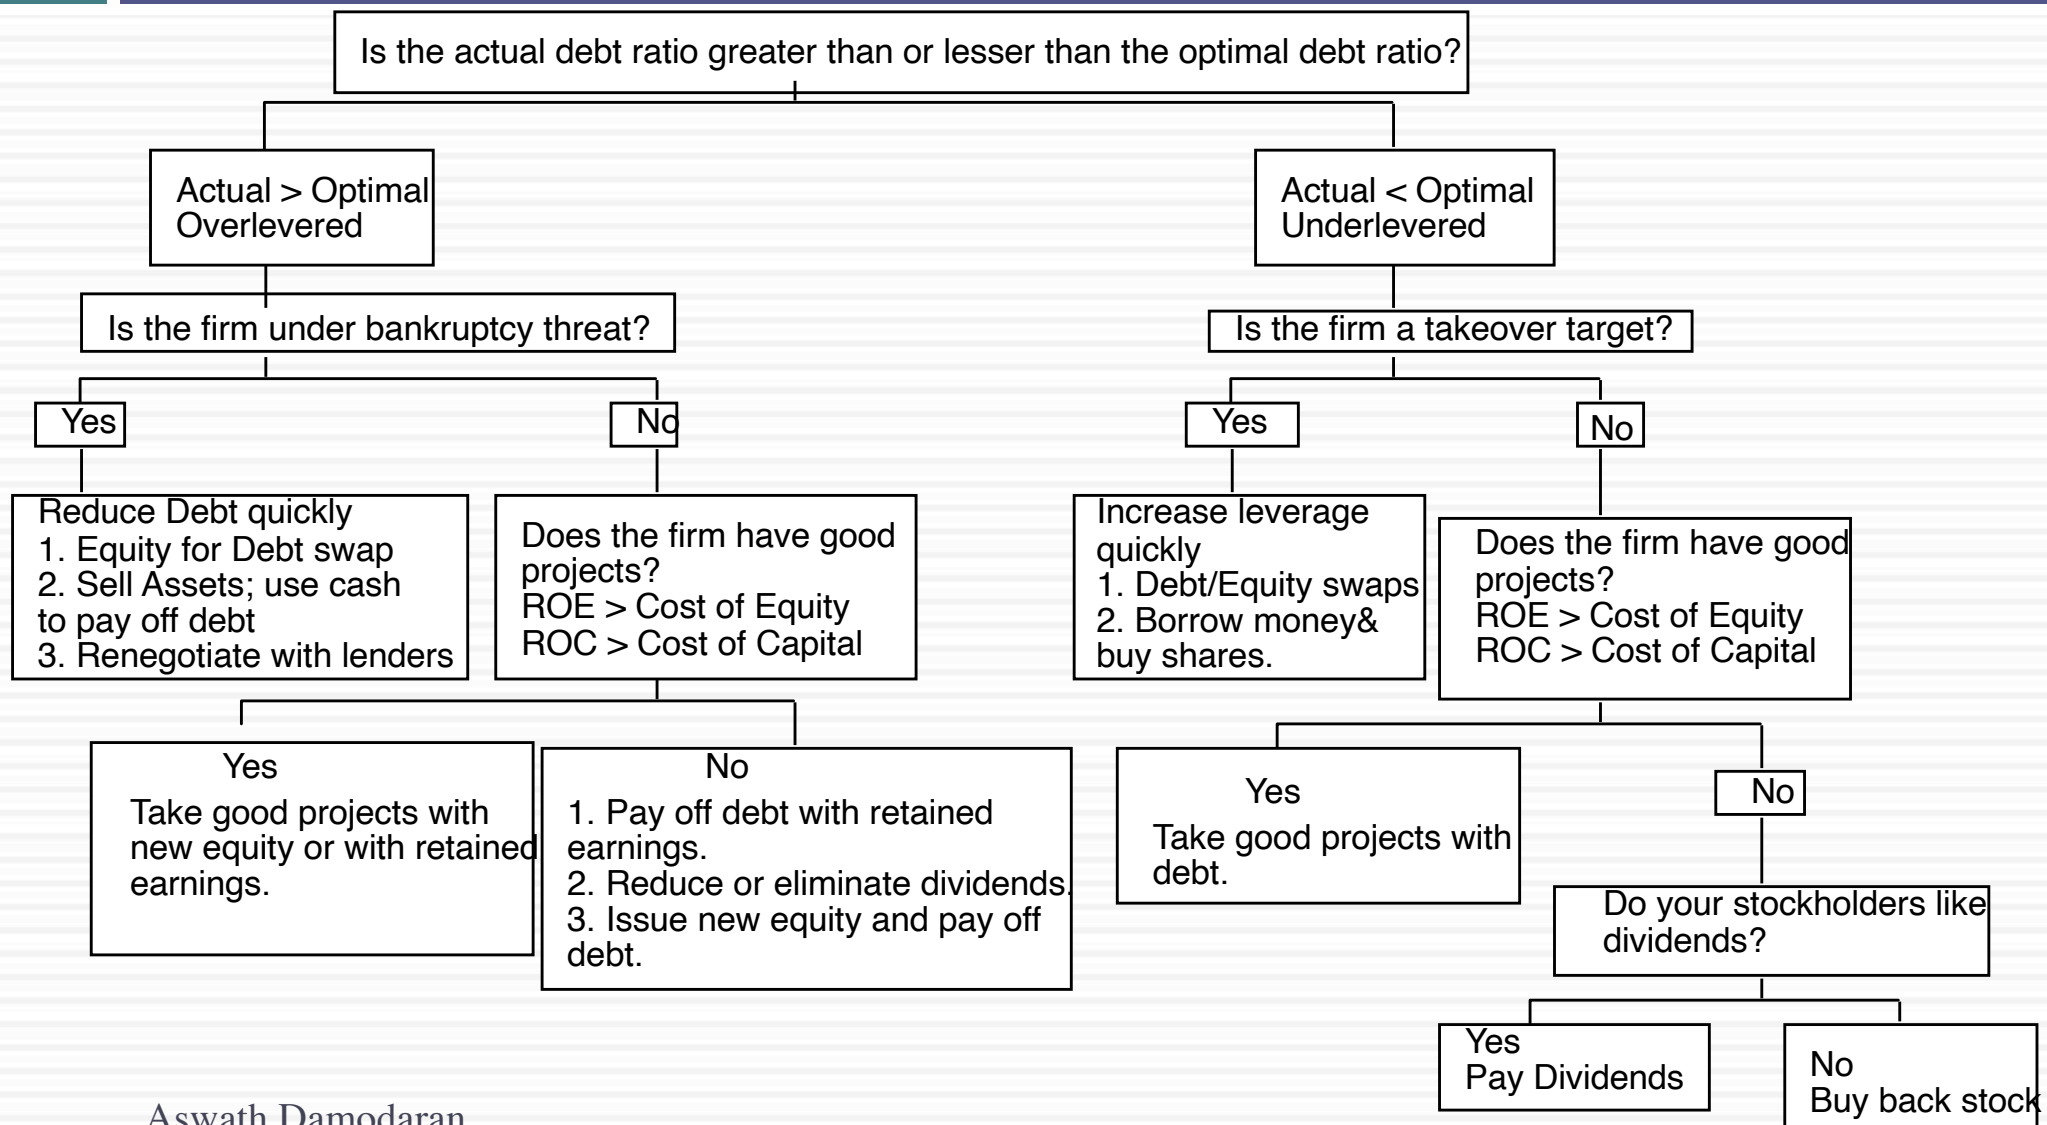 Is the actual debt ratio greater than or lesser than the optimal debt ratio?
Actual > Optimal
Overlevered
Actual < Optimal
Underlevered
Is the firm under bankruptcy threat?
Is the firm a takeover target?
Yes
No
Yes
No
Reduce Debt quickly
1. Equity for Debt swap
2. Sell Assets; use cash
to pay off debt
3. Renegotiate with lenders
Does the firm have good
projects?
ROE > Cost of Equity
ROC > Cost of Capital
Increase leverage
quickly
1. Debt/Equity swaps
2. Borrow money&
buy shares.
Does the firm have good
projects?
ROE > Cost of Equity
ROC > Cost of Capital
Yes
Take good projects with
new equity or with retained
earnings.
No
1. Pay off debt with retained
earnings.
2. Reduce or eliminate dividends.
3. Issue new equity and pay off
debt.
Yes
Take good projects with
debt.
No
Do your stockholders like
dividends?
Yes
Pay Dividends
No
Buy back stock
Aswath Damodaran